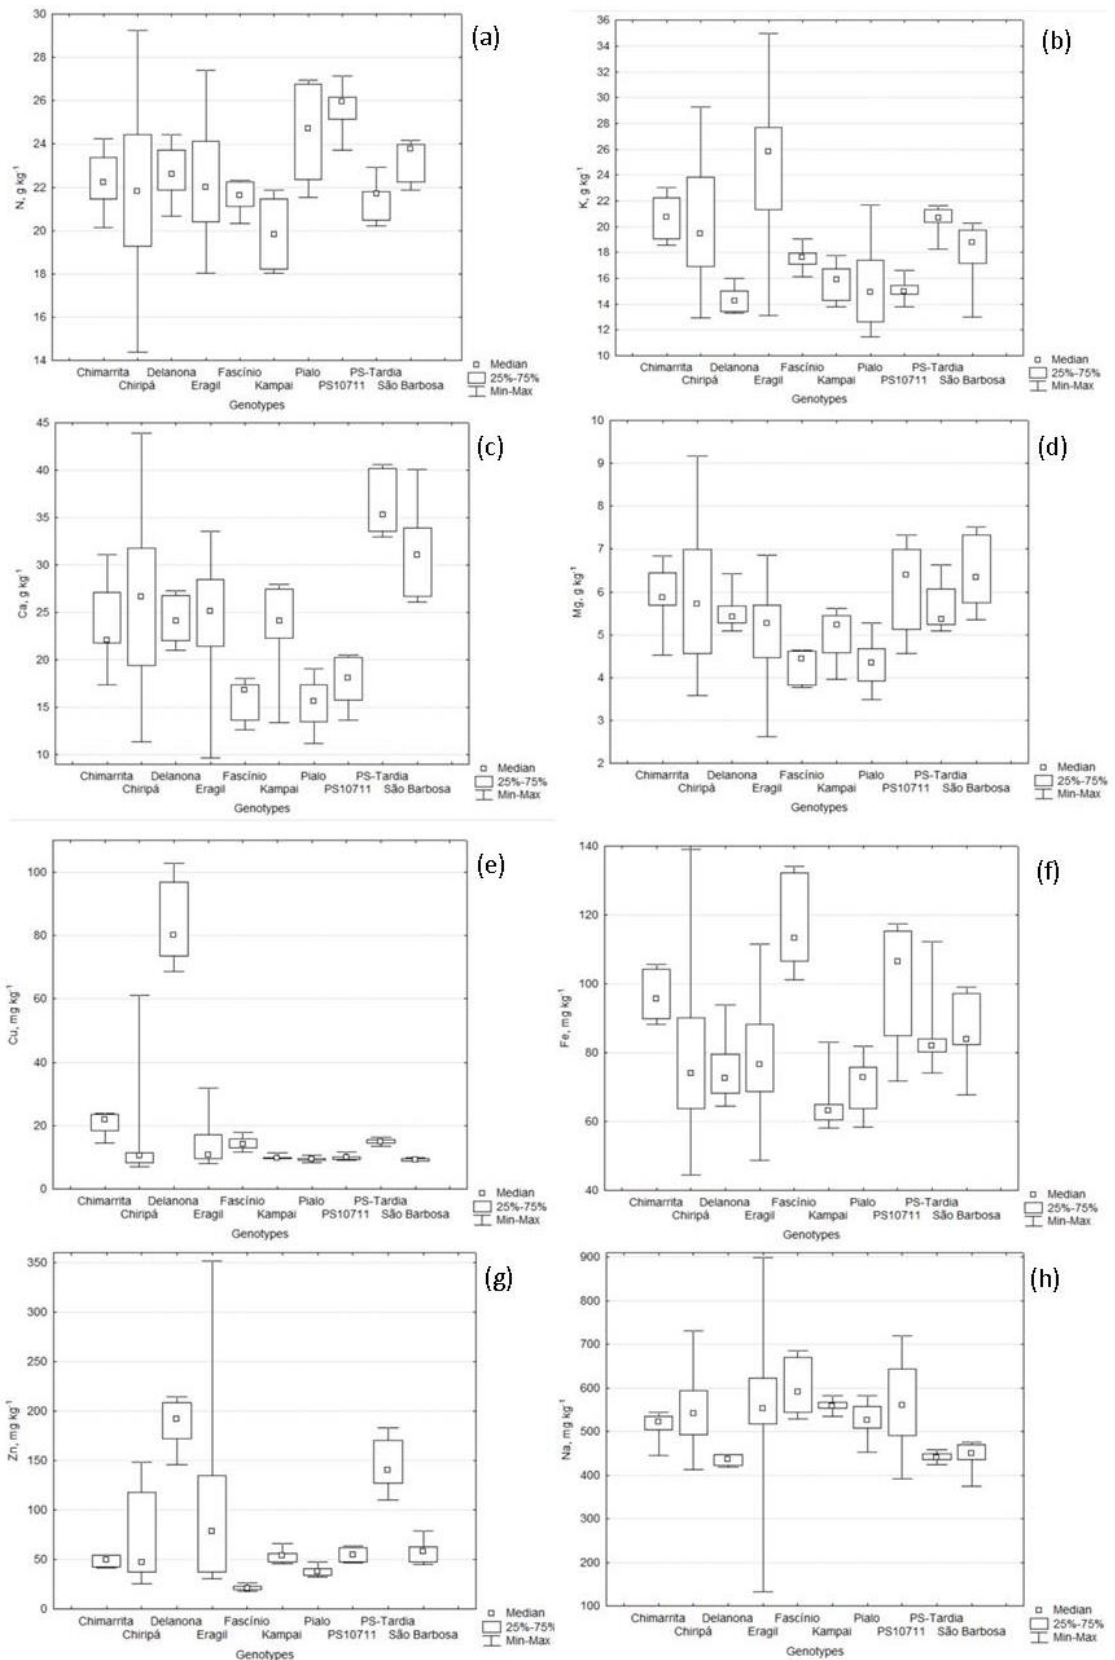 (a)
N, g kg-1
30
28
26
24
22
20
18
16
14
Chimarrita Delanona Fascínio Pialo PS-Tardia
Chiripá Eragil Kampai PS10711 São Barbosa
Genotypes
Median
25%-75%
Min-Max
(b)
K, g kg-1
36
34
32
30
28
26
24
22
20
18
16
14
12
10
Chimarrita Delanona Fascínio Pialo PS-Tardia
Chiripá Eragil Kampai PS10711 São Barbosa
Genotypes
Median
25%-75%
Min-Max
(c)
Ca, g kg-1
45
40
35
30
25
20
15
10
Chimarrita Delanona Fascínio Pialo PS-Tardia
Chiripá Eragil Kampai PS10711 São Barbosa
Genotypes
Median
25%-75%
Min-Max
(d)
Mg, g kg-1
10
9
8
7
6
5
4
3
2
Chimarrita Delanona Fascínio Pialo PS-Tardia
Chiripá Eragil Kampai PS10711 São Barbosa
Genotypes
Median
25%-75%
Min-Max
(e)
Cu, mg kg-1
100
80
60
40
20
0
Chimarrita Delanona Fascínio Pialo PS-Tardia
Chiripá Eragil Kampai PS10711 São Barbosa
Genotypes
Median
25%-75%
Min-Max
(f)
Fe, mg kg-1
140
120
100
80
60
40
Chimarrita Delanona Fascínio Pialo PS-Tardia
Chiripá Eragil Kampai PS10711 São Barbosa
Genotypes
Median
25%-75%
Min-Max
(g)
Zn, mg kg-1
350
300
250
200
150
100
50
0
Chimarrita Delanona Fascínio Pialo PS-Tardia
Chiripá Eragil Kampai PS10711 São Barbosa
Genotypes
Median
25%-75%
Min-Max
(h)
Na, mg kg-1
900
800
700
600
500
400
300
200
100
Chimarrita Delanona Fascínio Pialo PS-Tardia
Chiripá Eragil Kampai PS10711 São Barbosa
Genotypes
Median
25%-75%
Min-Max